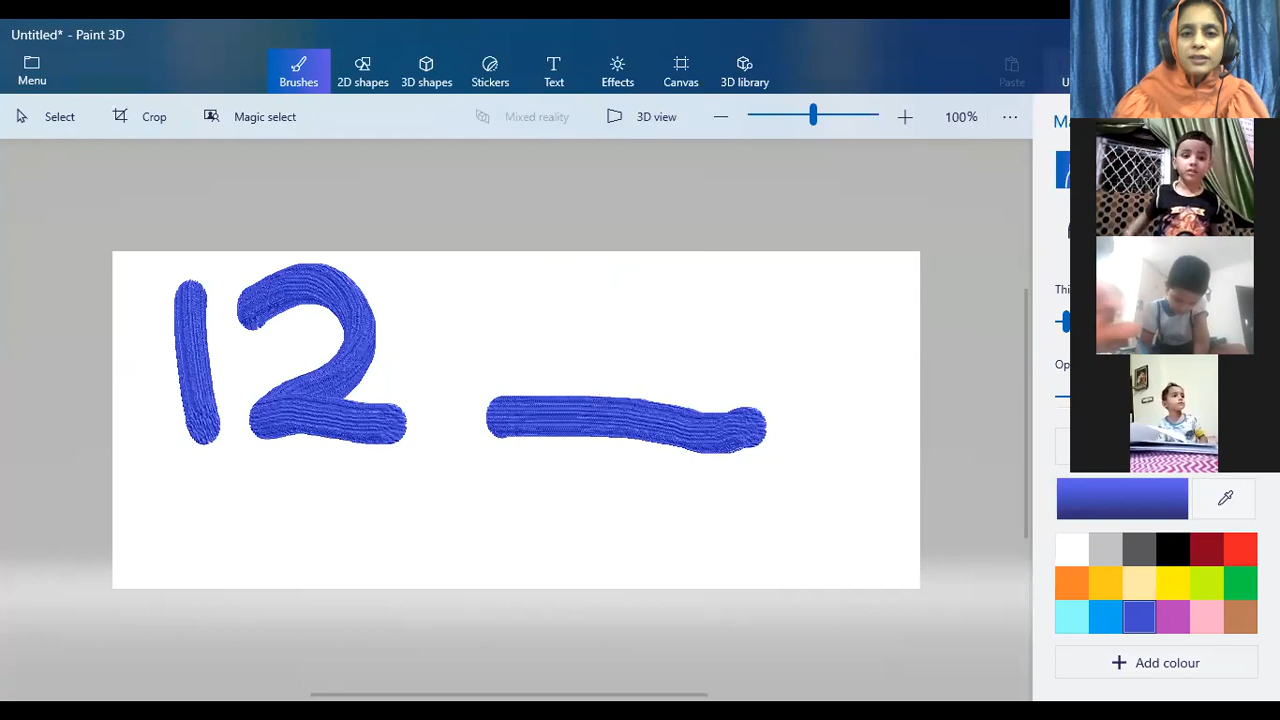 Untitled* - Paint 3D
Menu
Brushes
2D shapes
3D shapes
Stickers
Text
Effects
Canvas
3D library
Paste
Select
Crop
Magic select
Mixed reality
3D view
100%
12 _
Add colour